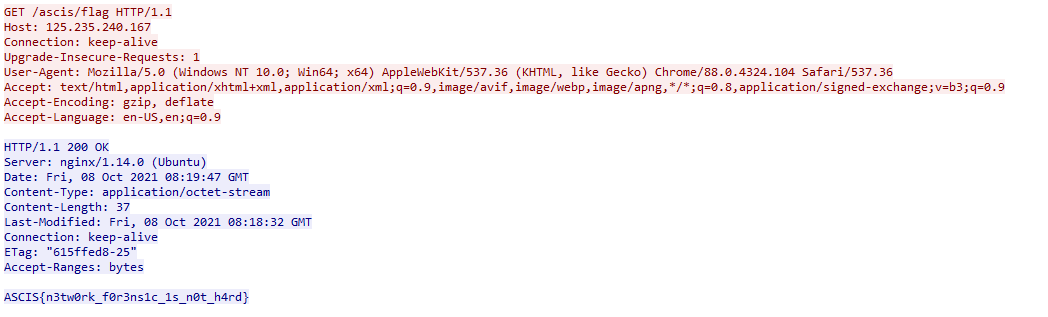 GET /ascis/flag HTTP/1.1
Host: 125.235.240.167
Connection: keep-alive
Upgrade-Insecure-Requests: 1
User-Agent: Mozilla/5.0 (Windows NT 10.0; Win64; x64) AppleWebKit/537.36 (KHTML, like Gecko) Chrome/88.0.4324.104 Safari/537.36
Accept: text/html,application/xhtml+xml,application/xml;q=0.9,image/avif,image/webp,image/apng,*/*;q=0.8,application/signed-exchange;v=b3;q=0.9
Accept-Encoding: gzip, deflate
Accept-Language: en-US,en;q=0.9
HTTP/1.1 200 OK
Server: nginx/1.14.0 (Ubuntu)
Date: Fri, 08 Oct 2021 08:19:47 GMT
Content-Type: application/octet-stream
Content-Length: 37
Last-Modified: Fri, 08 Oct 2021 08:18:32 GMT
Connection: keep-alive
ETag: "615ffed8-25"
Accept-Ranges: bytes
ASCIS{n3tw0rk_f0r3ns1c_1s_n0t_h4rd}